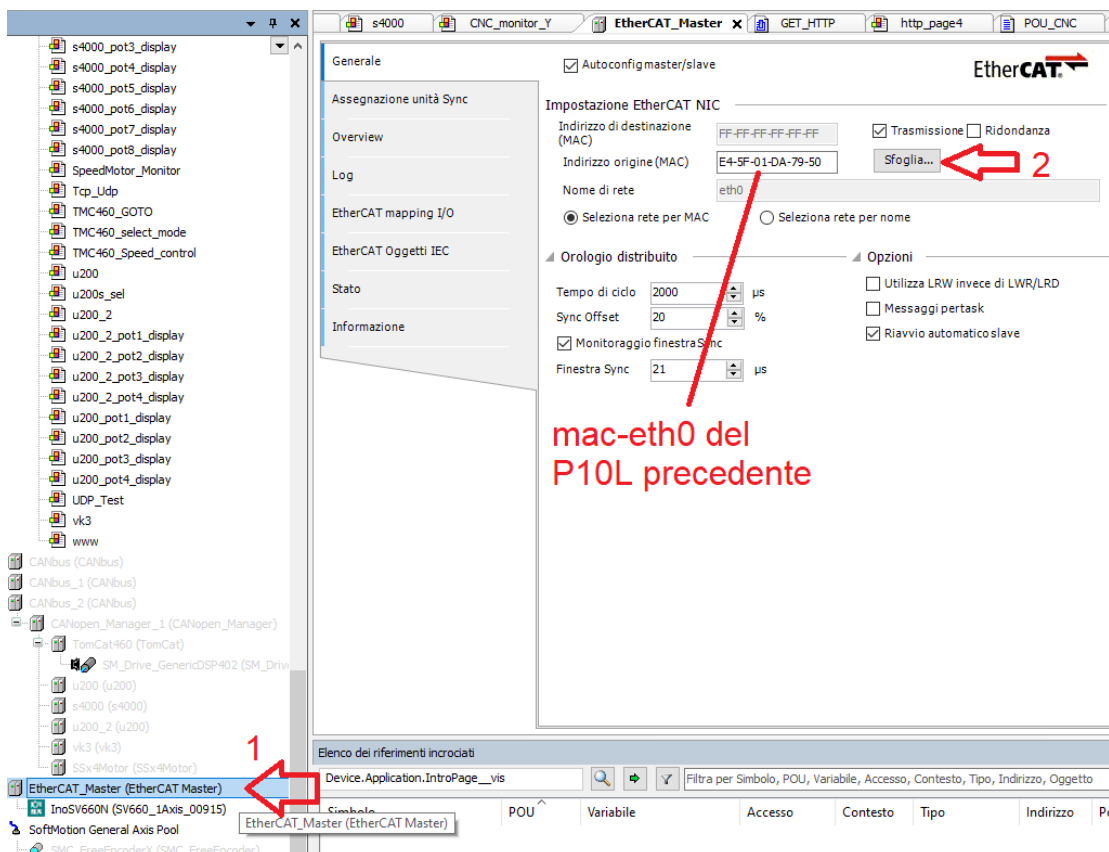 s4000
CNC_monitor_Y
EtherCAT_Master
GET_HTTP
http_page4
POU_CNC
s4000_pot3_display
s4000_pot4_display
s4000_pot5_display
s4000_pot6_display
s4000_pot7_display
s4000_pot8_display
SpeedMotor_Monitor
Tcp_Udp
TMC460_GOTO
TMC460_select_mode
TMC460_Speed_control
u200
u200s_sel
u200_2
u200_2_pot1_display
u200_2_pot2_display
u200_2_pot3_display
u200_2_pot4_display
u200_pot1_display
u200_pot2_display
u200_pot3_display
u200_pot4_display
UDP_Test
vk3
www
CANbus (CANbus)
CANbus_1 (CANbus)
CANbus_2 (CANbus)
CANopen_Manager_1 (CANopen_Manager)
TomCat460 (TomCat)
SM_Drive_GenericDSP402 (SM_Driv
u200 (u200)
s4000 (s4000)
u200_2 (u200)
vk3 (vk3)
SSx4Motor (SSx4Motor)
1
EtherCAT_Master (EtherCAT Master)
InoSV660N (SV660_1Axis_00915)
EtherCAT_Master (EtherCAT Master)
SoftMotion General Axis Pool
SMC_FreeEncoderX (SMC_FreeEncoder)
Generale
Assegnazione unità Sync
Overview
Log
EtherCAT mapping I/O
EtherCAT Oggetti IEC
Stato
Informazione
Autoconfig master/slave
EtherCAT.
Impostazione EtherCAT NIC
Indirizzo di destinazione
(MAC)
FF-FF-FF-FF-FF-FF
Trasmissione
Ridondanza
Indirizzo origine (MAC)
E4-5F-01-DA-79-50
Sfoglia...
2
Nome di rete
eth0
Seleziona rete per MAC
Seleziona rete per nome
Orologio distribuito
Tempo di ciclo
2000
µs
Sync Offset
20
%
Monitoraggio finestra Sync
Finestra Sync
21
µs
Opzioni
Utilizza LRW invece di LWR/LRD
Messaggi per task
Riavvio automatico slave
mac-eth0 del
P10L precedente
Elenco dei riferimenti incrociati
Device.Application.IntroPage__vis
Filtra per Simbolo, POU, Variabile, Accesso, Contesto, Tipo, Indirizzo, Oggetto
Simbolo
POU
Variabile
Accesso
Contesto
Tipo
Indirizzo